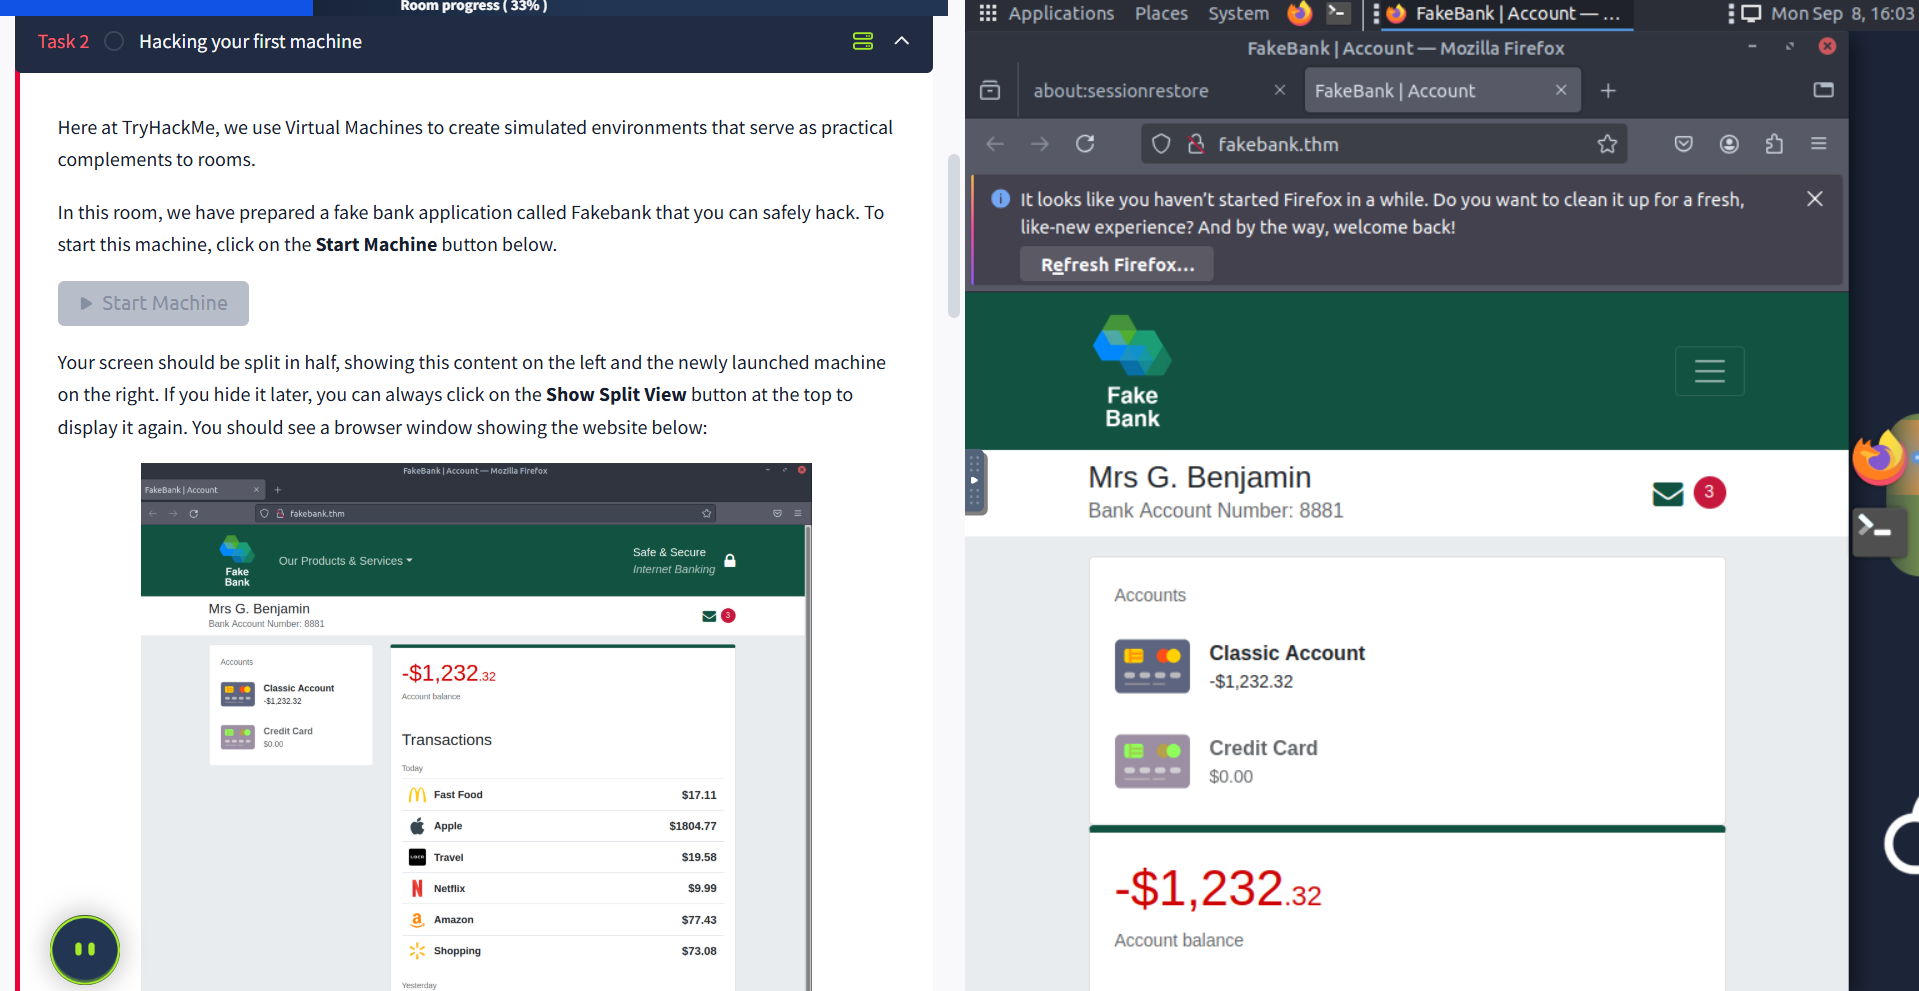 Room progress ( 33% )
Task 2
Hacking your first machine
Here at TryHackMe, we use Virtual Machines to create simulated environments that serve as practical
complements to rooms.
In this room, we have prepared a fake bank application called Fakebank that you can safely hack. To
start this machine, click on the Start Machine button below.
Start Machine
Your screen should be split in half, showing this content on the left and the newly launched machine
on the right. If you hide it later, you can always click on the Show Split View button at the top to
display it again. You should see a browser window showing the website below:
FakeBank | Account — Mozilla Firefox
FakeBank | Account
fakebank.thm
Fake
Bank
Our Products & Services
Safe & Secure
Internet Banking
Mrs G. Benjamin
Bank Account Number: 8881
3
Accounts
Classic Account
-$1,232.32
Credit Card
$0.00
-$1,232.32
Account balance
Transactions
Today
Fast Food $17.11
Apple $1804.77
UBER Travel $19.58
Netflix $9.99
Amazon $77.43
Shopping $73.08
Yesterday
Applications Places System
FakeBank | Account — ...
Mon Sep 8, 16:03
FakeBank | Account — Mozilla Firefox
about:sessionrestore
FakeBank | Account
fakebank.thm
It looks like you haven’t started Firefox in a while. Do you want to clean it up for a fresh,
like-new experience? And by the way, welcome back!
Refresh Firefox...
Fake
Bank
Mrs G. Benjamin
Bank Account Number: 8881
3
Accounts
Classic Account
-$1,232.32
Credit Card
$0.00
-$1,232.32
Account balance